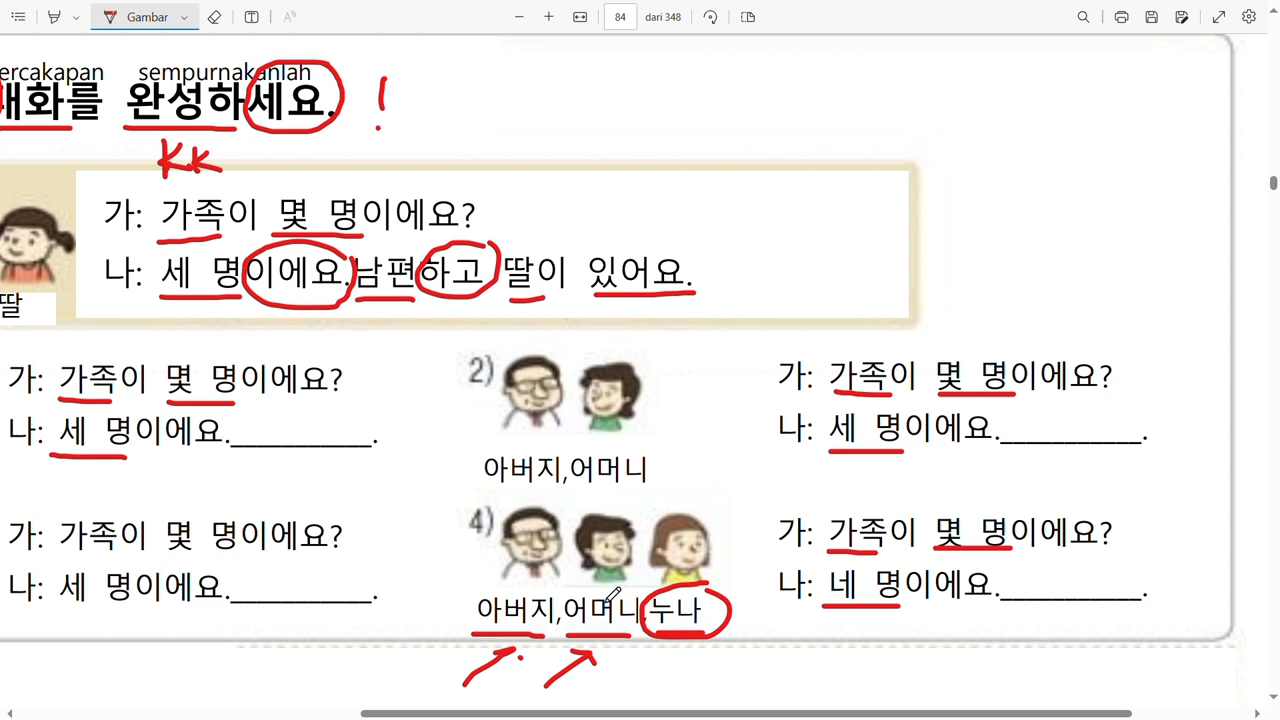 Gambar 84 dari 348
ercakapan sempurnakanlah
대화를 완성하세요. !
KK
가: 가족이 몇 명이에요?
나: 세 명이에요.남편하고 딸이 있어요.
딸
가: 가족이 몇 명이에요?
나: 세 명이에요.___________.
2)
아버지,어머니
가: 가족이 몇 명이에요?
나: 세 명이에요.___________.
가: 가족이 몇 명이에요?
나: 세 명이에요.___________.
4)
아버지,어머니,누나
가: 가족이 몇 명이에요?
나: 네 명이에요.___________.